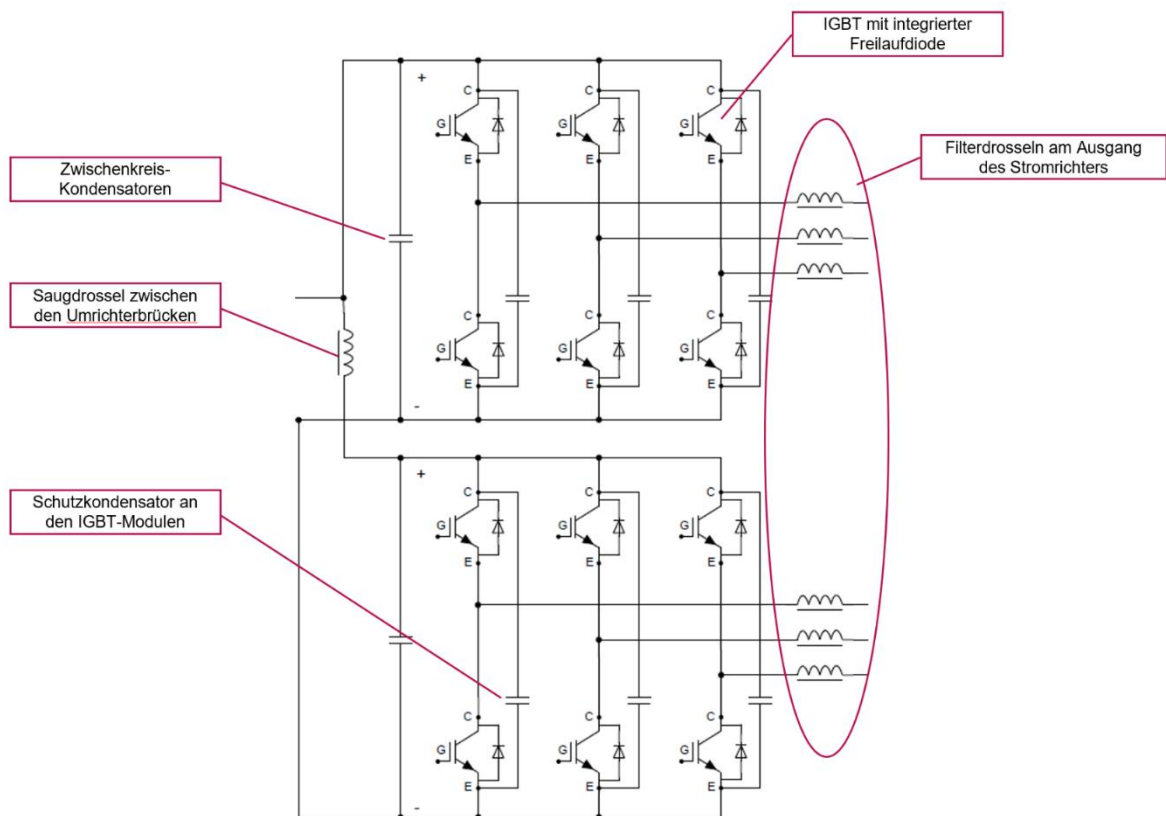 IGBT mit integrierter
Freilaufdiode
+
C
C
C
G
G
G
E
E
E
Filterdrosseln am Ausgang
des Stromrichters
Zwischenkreis-
Kondensatoren
Saugdrossel zwischen
den Umrichterbrücken
C
C
C
G
G
G
E
E
E
-
+
C
C
C
G
G
G
E
E
E
Schutzkondensator an
den IGBT-Modulen
C
C
C
G
G
G
E
E
E
-